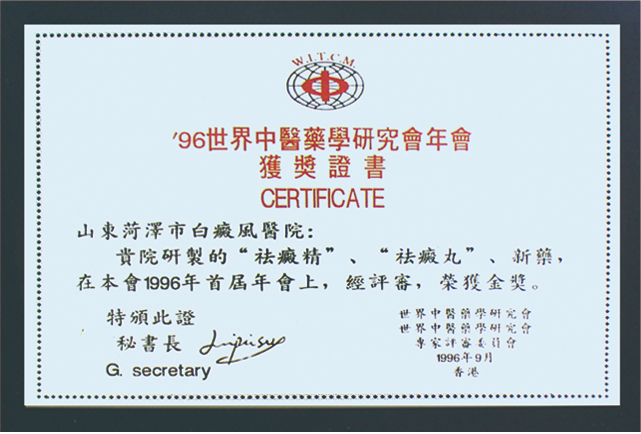 W.I.T.C.M.
'96世界中醫藥學研究會年會
獲獎證書
CERTIFICATE
山東菏澤市白癜風醫院：
貴院研製的“祛癜精”、“祛癜丸”、新藥，
在本會1996年首届年會上，經評審，榮獲金獎。
特頒此證
秘書長
G. secretary
世界中醫藥學研究會
世界中醫藥學研究會
專家評審委員會
1996年9月
香港